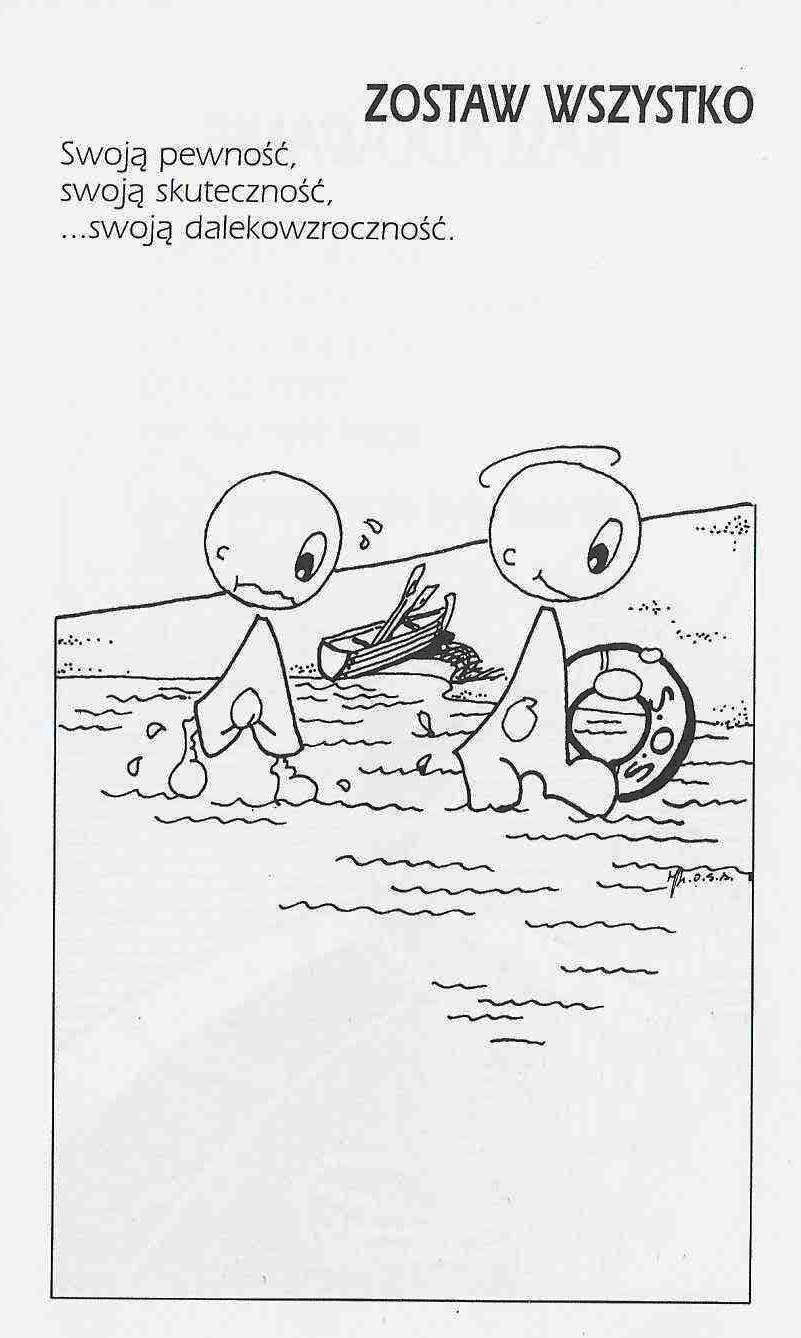 ZOSTAW WSZYSTKO
Swoją pewność,
swoją skuteczność,
...swoją dalekowzroczność.
S.O.S